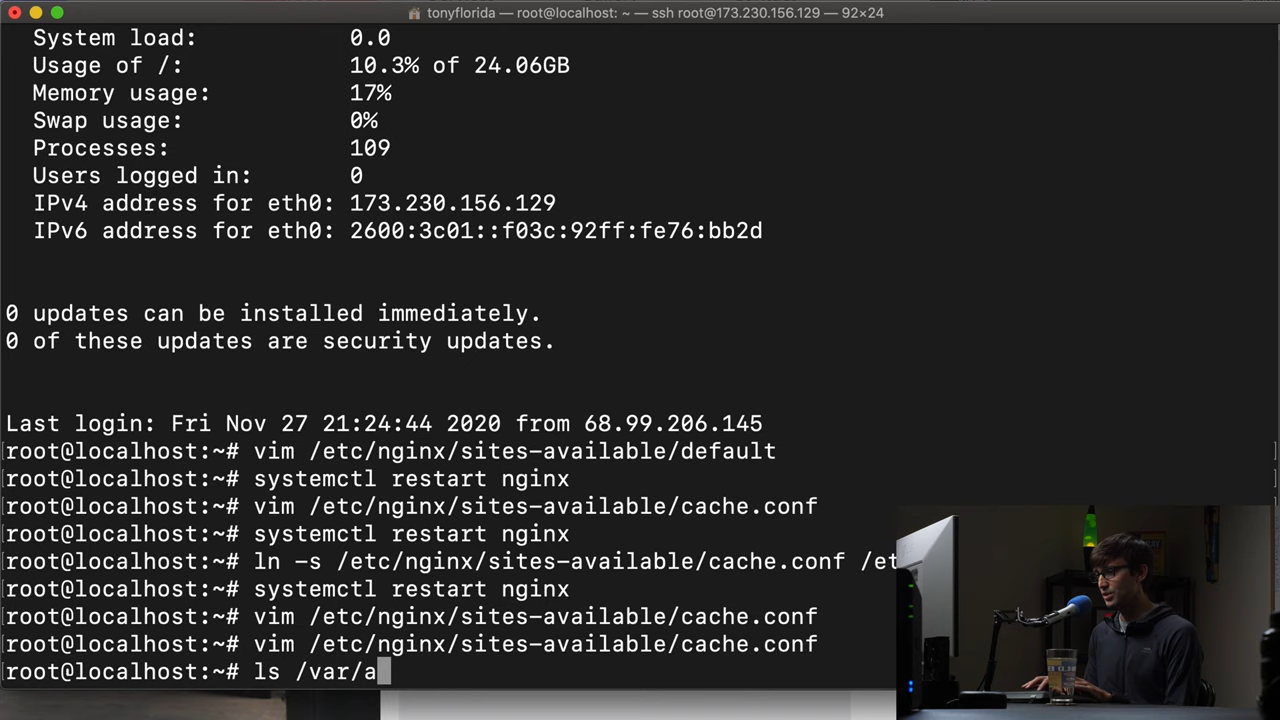 tonyflorida — root@localhost: ~ — ssh root@173.230.156.129 — 92×24
System load: 0.0
Usage of /: 10.3% of 24.06GB
Memory usage: 17%
Swap usage: 0%
Processes: 109
Users logged in: 0
IPv4 address for eth0: 173.230.156.129
IPv6 address for eth0: 2600:3c01::f03c:92ff:fe76:bb2d
0 updates can be installed immediately.
0 of these updates are security updates.
Last login: Fri Nov 27 21:24:44 2020 from 68.99.206.145
[root@localhost:~# vim /etc/nginx/sites-available/default
[root@localhost:~# systemctl restart nginx
[root@localhost:~# vim /etc/nginx/sites-available/cache.conf
[root@localhost:~# systemctl restart nginx
[root@localhost:~# ln -s /etc/nginx/sites-available/cache.conf /et
[root@localhost:~# systemctl restart nginx
[root@localhost:~# vim /etc/nginx/sites-available/cache.conf
[root@localhost:~# vim /etc/nginx/sites-available/cache.conf
[root@localhost:~# ls /var/a